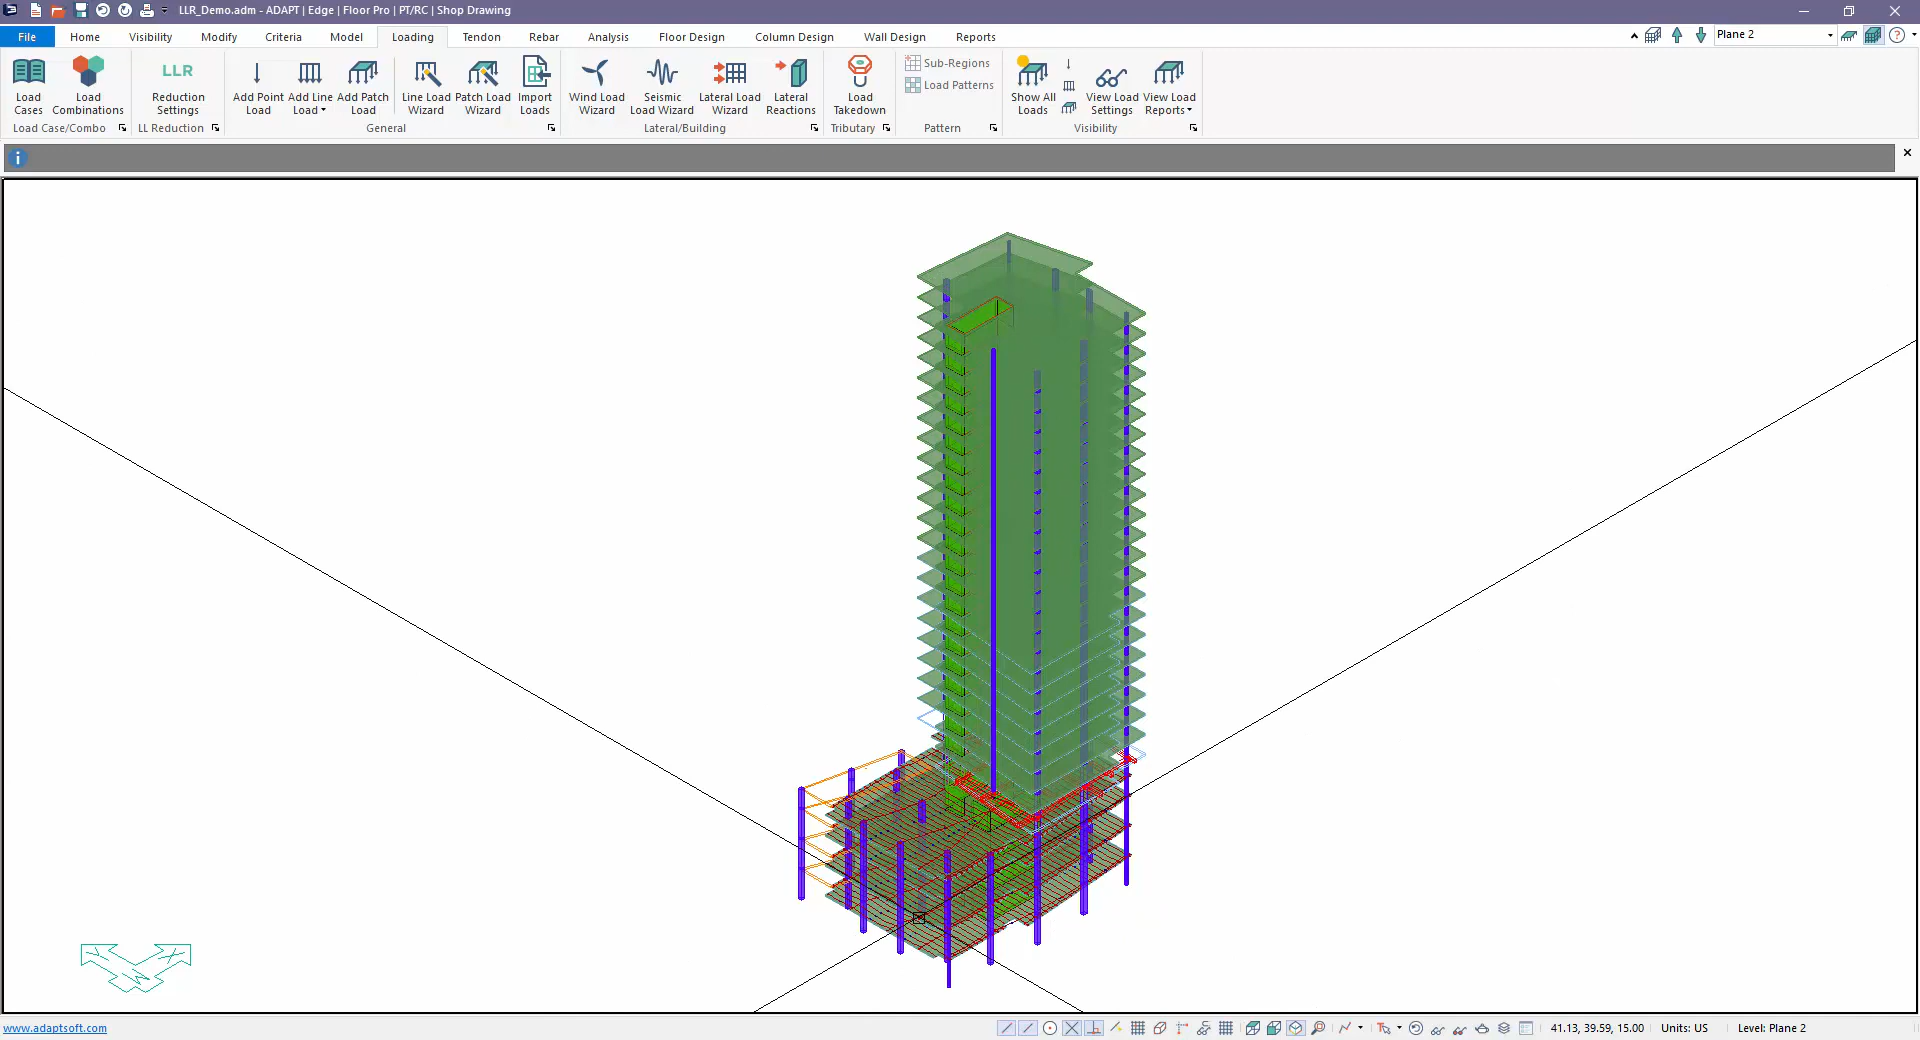 LLR_Demo.adm - ADAPT | Edge | Floor Pro | PT/RC | Shop Drawing
File Home Visibility Modify Criteria Model Loading Tendon Rebar Analysis Floor Design Column Design Wall Design Reports Plane 2
Load Cases
Load Combinations
Load Case/Combo
LLR
Reduction Settings
LL Reduction
Add Point Load
Add Line Load
Add Patch Load
Line Load Wizard
Patch Load Wizard
Import Loads
General
Wind Load Wizard
Seismic Load Wizard
Lateral Load Wizard
Lateral Reactions
Lateral/Building
Load Takedown
Tributary
Sub-Regions
Load Patterns
Pattern
Show All Loads
View Load Settings
View Load Reports
Visibility
www.adaptsoft.com
41.13, 39.59, 15.00 Units: US Level: Plane 2